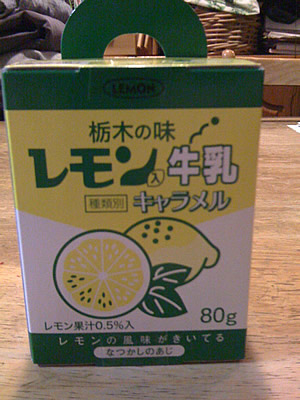 LEMON
栃木の味
レモン入牛乳
種類別 キャラメル
80g
レモン果汁0.5%入
レモンの風味がきいてる
なつかしのあじ